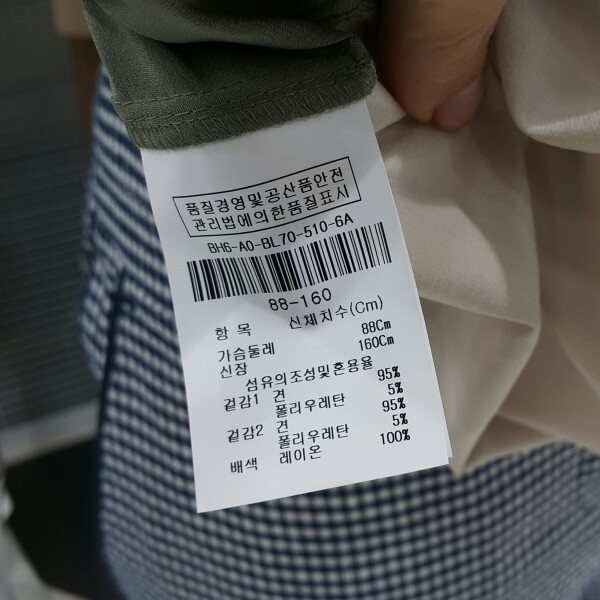 품질경영및공산품안전
관리법에의한품질표시
BH6-A0-BL70-510-6A
88-160
항 목 신체치수(Cm)
가슴둘레 88Cm
신장 160Cm
섬유의조성및혼용율
겉감1 견 95%
폴리우레탄 5%
겉감2 견 95%
폴리우레탄 5%
배색 레이온 100%